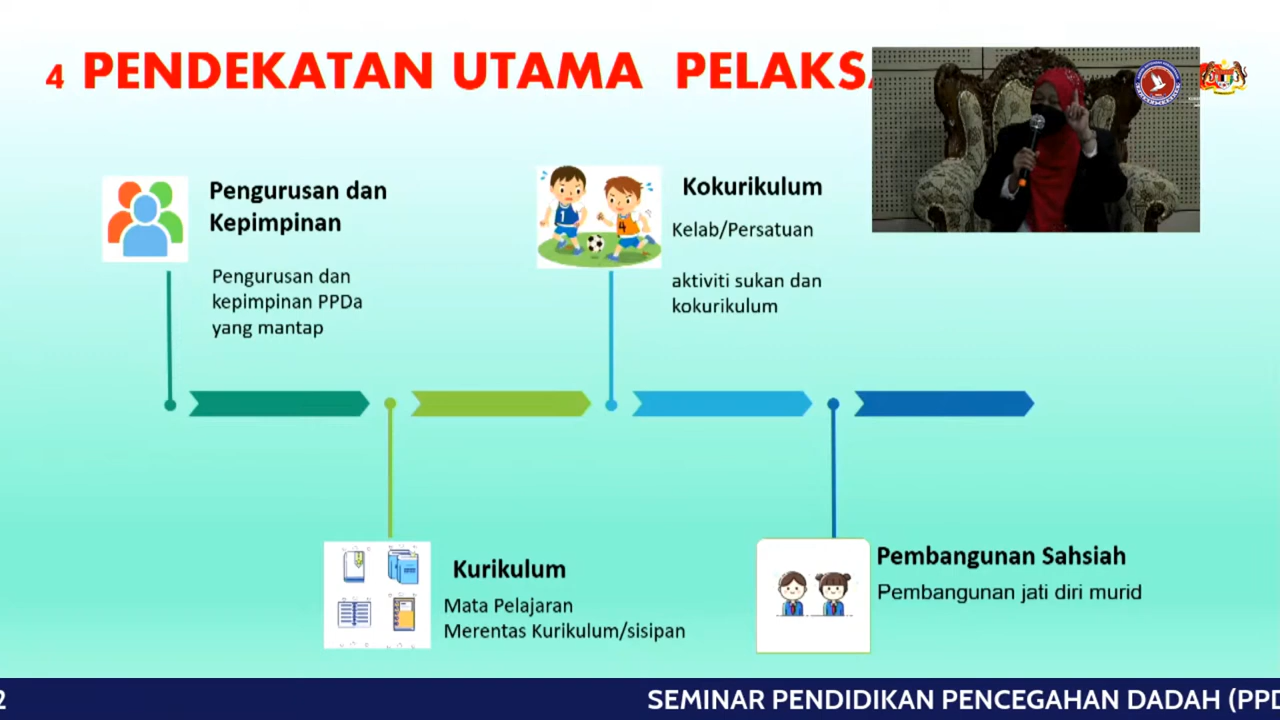 4 PENDEKATAN UTAMA PELAKS
Pengurusan dan
Kepimpinan
Pengurusan dan
kepimpinan PPDa
yang mantap
Kokurikulum
Kelab/Persatuan
aktiviti sukan dan
kokurikulum
1
4
Kurikulum
Mata Pelajaran
Merentas Kurikulum/sisipan
Pembangunan Sahsiah
Pembangunan jati diri murid
2
SEMINAR PENDIDIKAN PENCEGAHAN DADAH (PPD